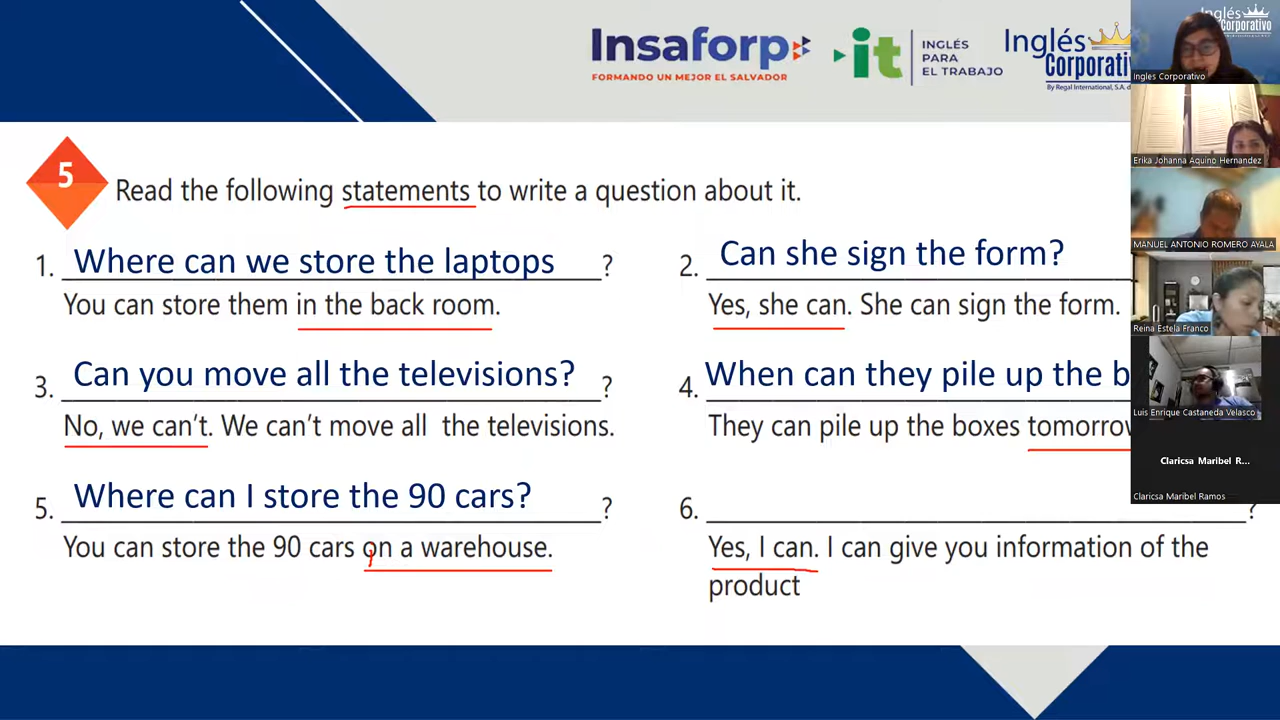 Insaforp
FORMANDO UN MEJOR EL SALVADOR
it
INGLÉS
PARA
EL TRABAJO
Inglés
Corporativ
By Regal International, S.A. d
Inglés
Corporativo
Ingles Corporativo
Erika Johanna Aquino Hernandez
MANUEL ANTONIO ROMERO AYALA
Reina Estela Franco
Luis Enrique Castaneda Velasco
Claricsa Maribel R...
Claricsa Maribel Ramos
5
Read the following statements to write a question about it.
1. Where can we store the laptops ?
You can store them in the back room.
2. Can she sign the form?
Yes, she can. She can sign the form.
3. Can you move all the televisions? ?
No, we can't. We can't move all the televisions.
4. When can they pile up the b
They can pile up the boxes tomorrow
5. Where can I store the 90 cars? ?
You can store the 90 cars on a warehouse.
6. ?
Yes, I can. I can give you information of the
product